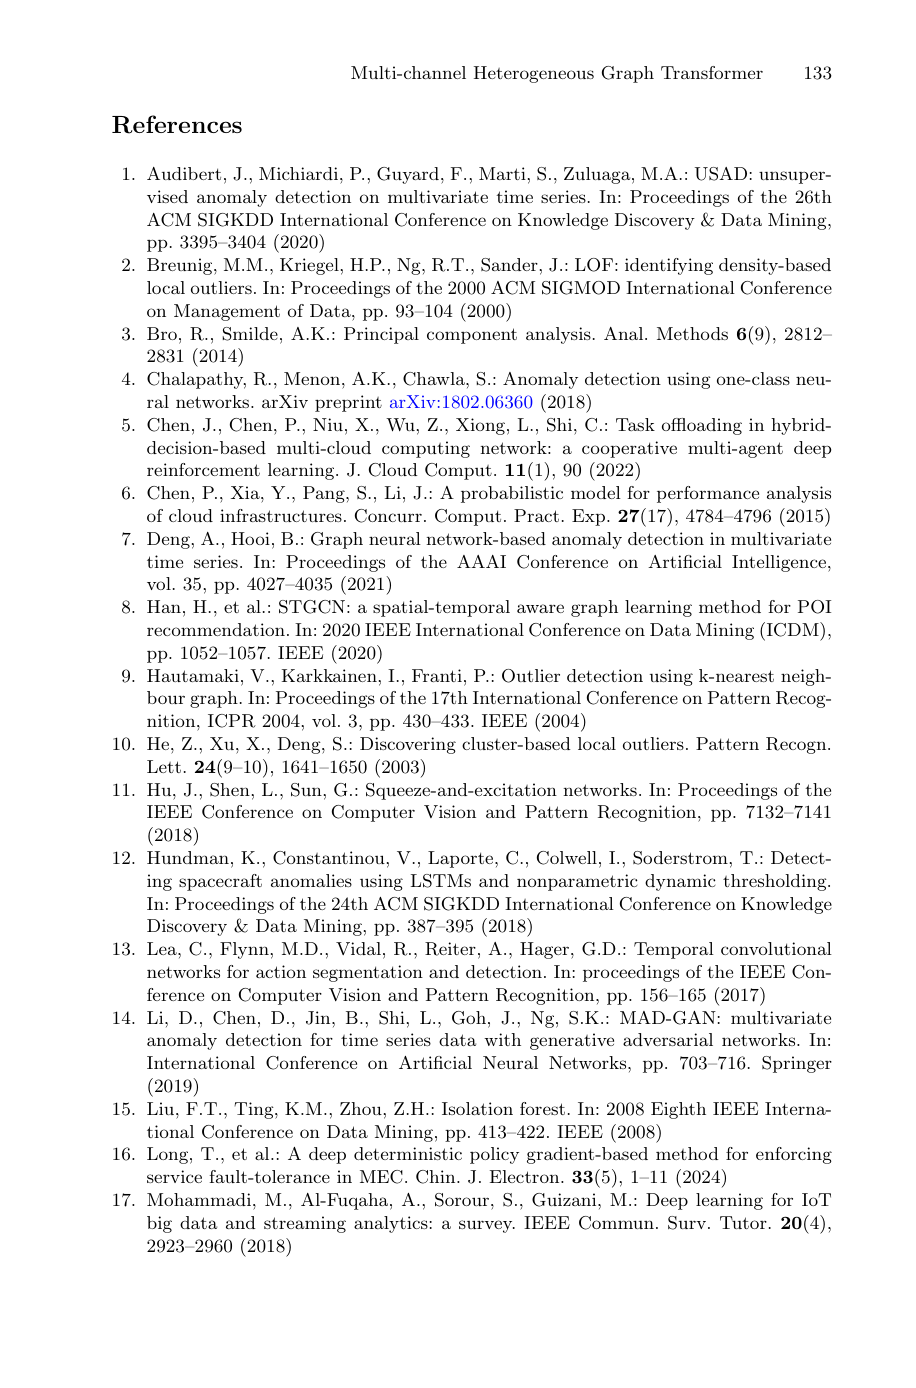 Multi-channel Heterogeneous Graph Transformer 133
References
1. Audibert, J., Michiardi, P., Guyard, F., Marti, S., Zuluaga, M.A.: USAD: unsuper-
vised anomaly detection on multivariate time series. In: Proceedings of the 26th
ACM SIGKDD International Conference on Knowledge Discovery & Data Mining,
pp. 3395–3404 (2020)
2. Breunig, M.M., Kriegel, H.P., Ng, R.T., Sander, J.: LOF: identifying density-based
local outliers. In: Proceedings of the 2000 ACM SIGMOD International Conference
on Management of Data, pp. 93–104 (2000)
3. Bro, R., Smilde, A.K.: Principal component analysis. Anal. Methods 6(9), 2812–
2831 (2014)
4. Chalapathy, R., Menon, A.K., Chawla, S.: Anomaly detection using one-class neu-
ral networks. arXiv preprint arXiv:1802.06360 (2018)
5. Chen, J., Chen, P., Niu, X., Wu, Z., Xiong, L., Shi, C.: Task offloading in hybrid-
decision-based multi-cloud computing network: a cooperative multi-agent deep
reinforcement learning. J. Cloud Comput. 11(1), 90 (2022)
6. Chen, P., Xia, Y., Pang, S., Li, J.: A probabilistic model for performance analysis
of cloud infrastructures. Concurr. Comput. Pract. Exp. 27(17), 4784–4796 (2015)
7. Deng, A., Hooi, B.: Graph neural network-based anomaly detection in multivariate
time series. In: Proceedings of the AAAI Conference on Artificial Intelligence,
vol. 35, pp. 4027–4035 (2021)
8. Han, H., et al.: STGCN: a spatial-temporal aware graph learning method for POI
recommendation. In: 2020 IEEE International Conference on Data Mining (ICDM),
pp. 1052–1057. IEEE (2020)
9. Hautamaki, V., Karkkainen, I., Franti, P.: Outlier detection using k-nearest neigh-
bour graph. In: Proceedings of the 17th International Conference on Pattern Recog-
nition, ICPR 2004, vol. 3, pp. 430–433. IEEE (2004)
10. He, Z., Xu, X., Deng, S.: Discovering cluster-based local outliers. Pattern Recogn.
Lett. 24(9–10), 1641–1650 (2003)
11. Hu, J., Shen, L., Sun, G.: Squeeze-and-excitation networks. In: Proceedings of the
IEEE Conference on Computer Vision and Pattern Recognition, pp. 7132–7141
(2018)
12. Hundman, K., Constantinou, V., Laporte, C., Colwell, I., Soderstrom, T.: Detect-
ing spacecraft anomalies using LSTMs and nonparametric dynamic thresholding.
In: Proceedings of the 24th ACM SIGKDD International Conference on Knowledge
Discovery & Data Mining, pp. 387–395 (2018)
13. Lea, C., Flynn, M.D., Vidal, R., Reiter, A., Hager, G.D.: Temporal convolutional
networks for action segmentation and detection. In: proceedings of the IEEE Con-
ference on Computer Vision and Pattern Recognition, pp. 156–165 (2017)
14. Li, D., Chen, D., Jin, B., Shi, L., Goh, J., Ng, S.K.: MAD-GAN: multivariate
anomaly detection for time series data with generative adversarial networks. In:
International Conference on Artificial Neural Networks, pp. 703–716. Springer
(2019)
15. Liu, F.T., Ting, K.M., Zhou, Z.H.: Isolation forest. In: 2008 Eighth IEEE Interna-
tional Conference on Data Mining, pp. 413–422. IEEE (2008)
16. Long, T., et al.: A deep deterministic policy gradient-based method for enforcing
service fault-tolerance in MEC. Chin. J. Electron. 33(5), 1–11 (2024)
17. Mohammadi, M., Al-Fuqaha, A., Sorour, S., Guizani, M.: Deep learning for IoT
big data and streaming analytics: a survey. IEEE Commun. Surv. Tutor. 20(4),
2923–2960 (2018)